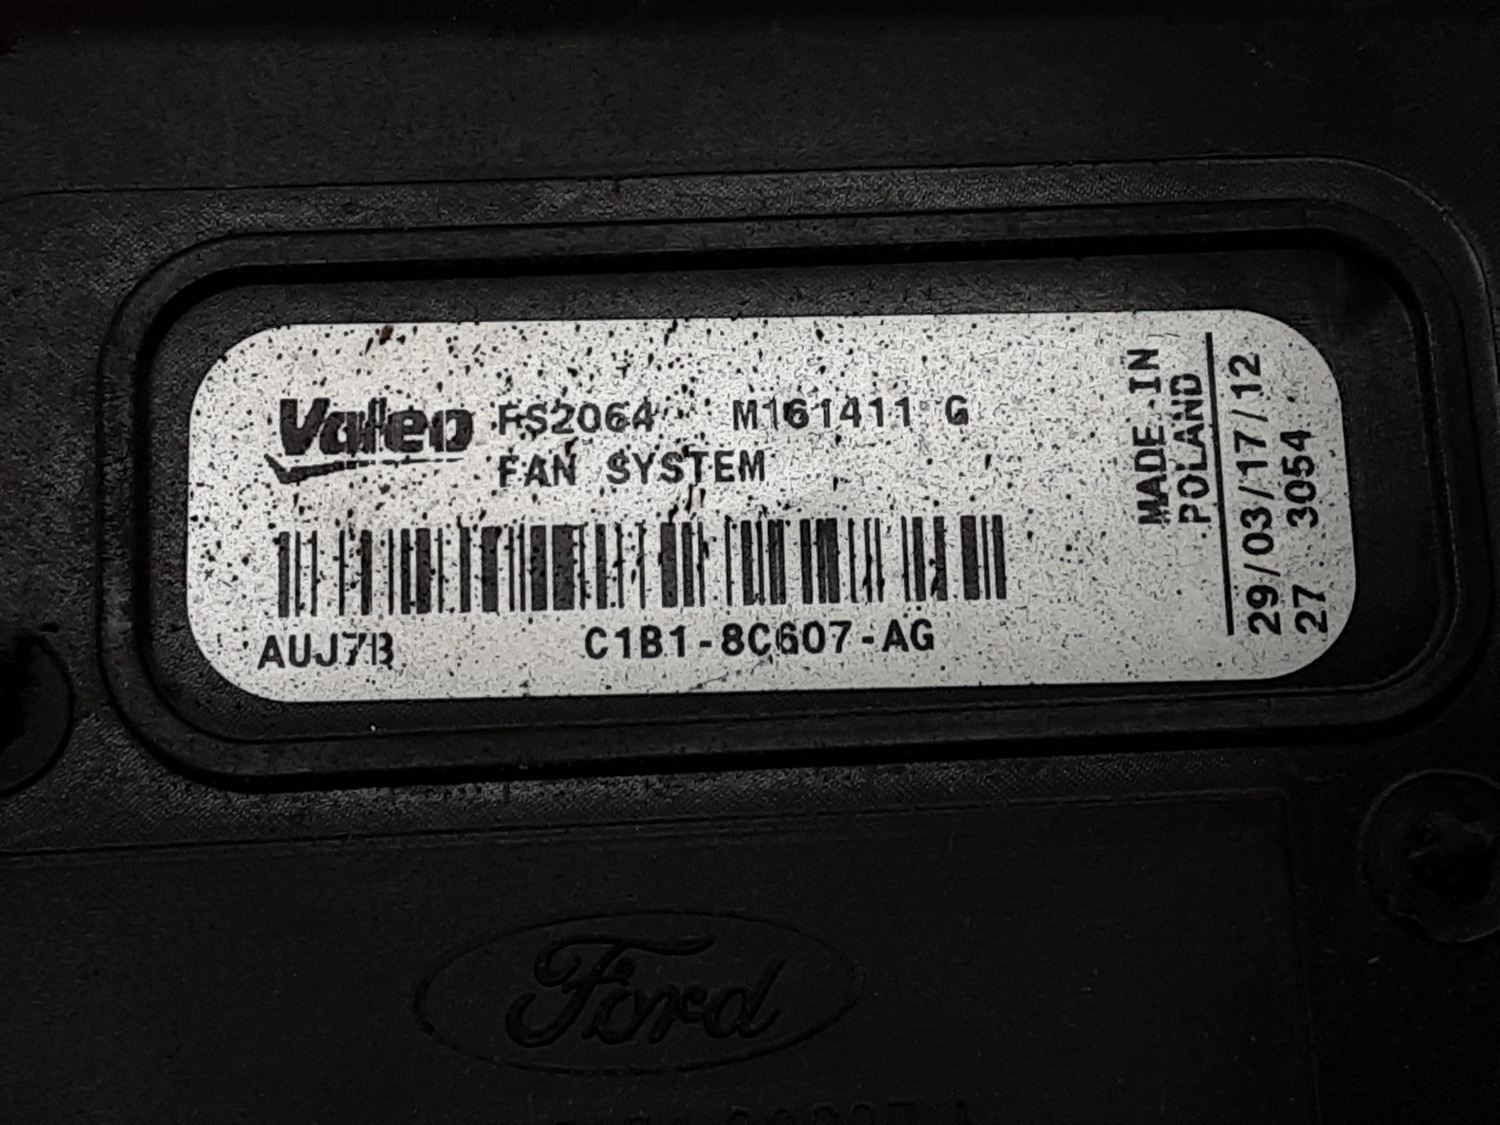 Valeo FS2064 M161411 G
FAN SYSTEM
AUJ7B C1B1-8C607-AG
MADE IN
POLAND
29/03/17/12
27 3054
Ford